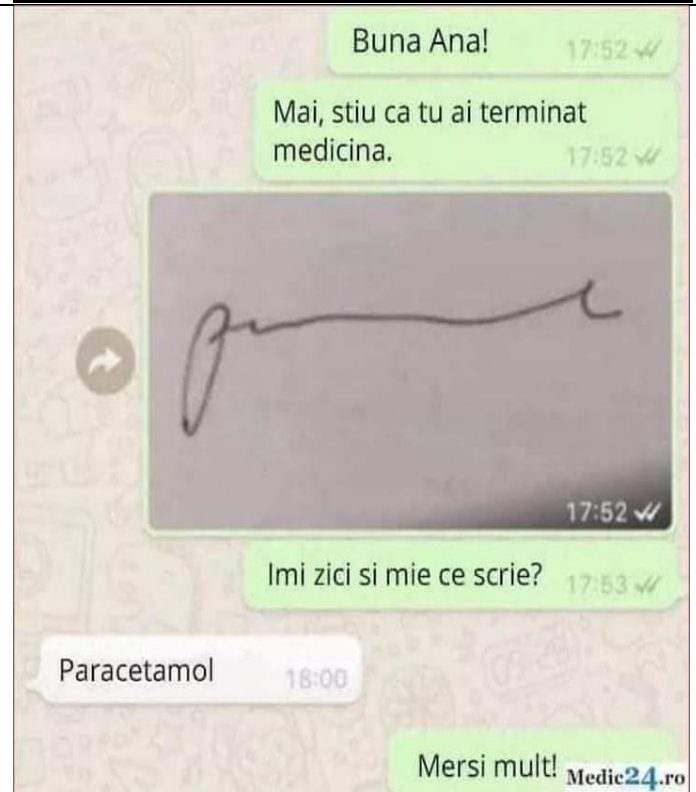 Buna Ana!
17:52
Mai, stiu ca tu ai terminat
medicina.
17:52
17:52
Imi zici si mie ce scrie?
17:53
Paracetamol
18:00
Mersi mult!
Medic24.ro